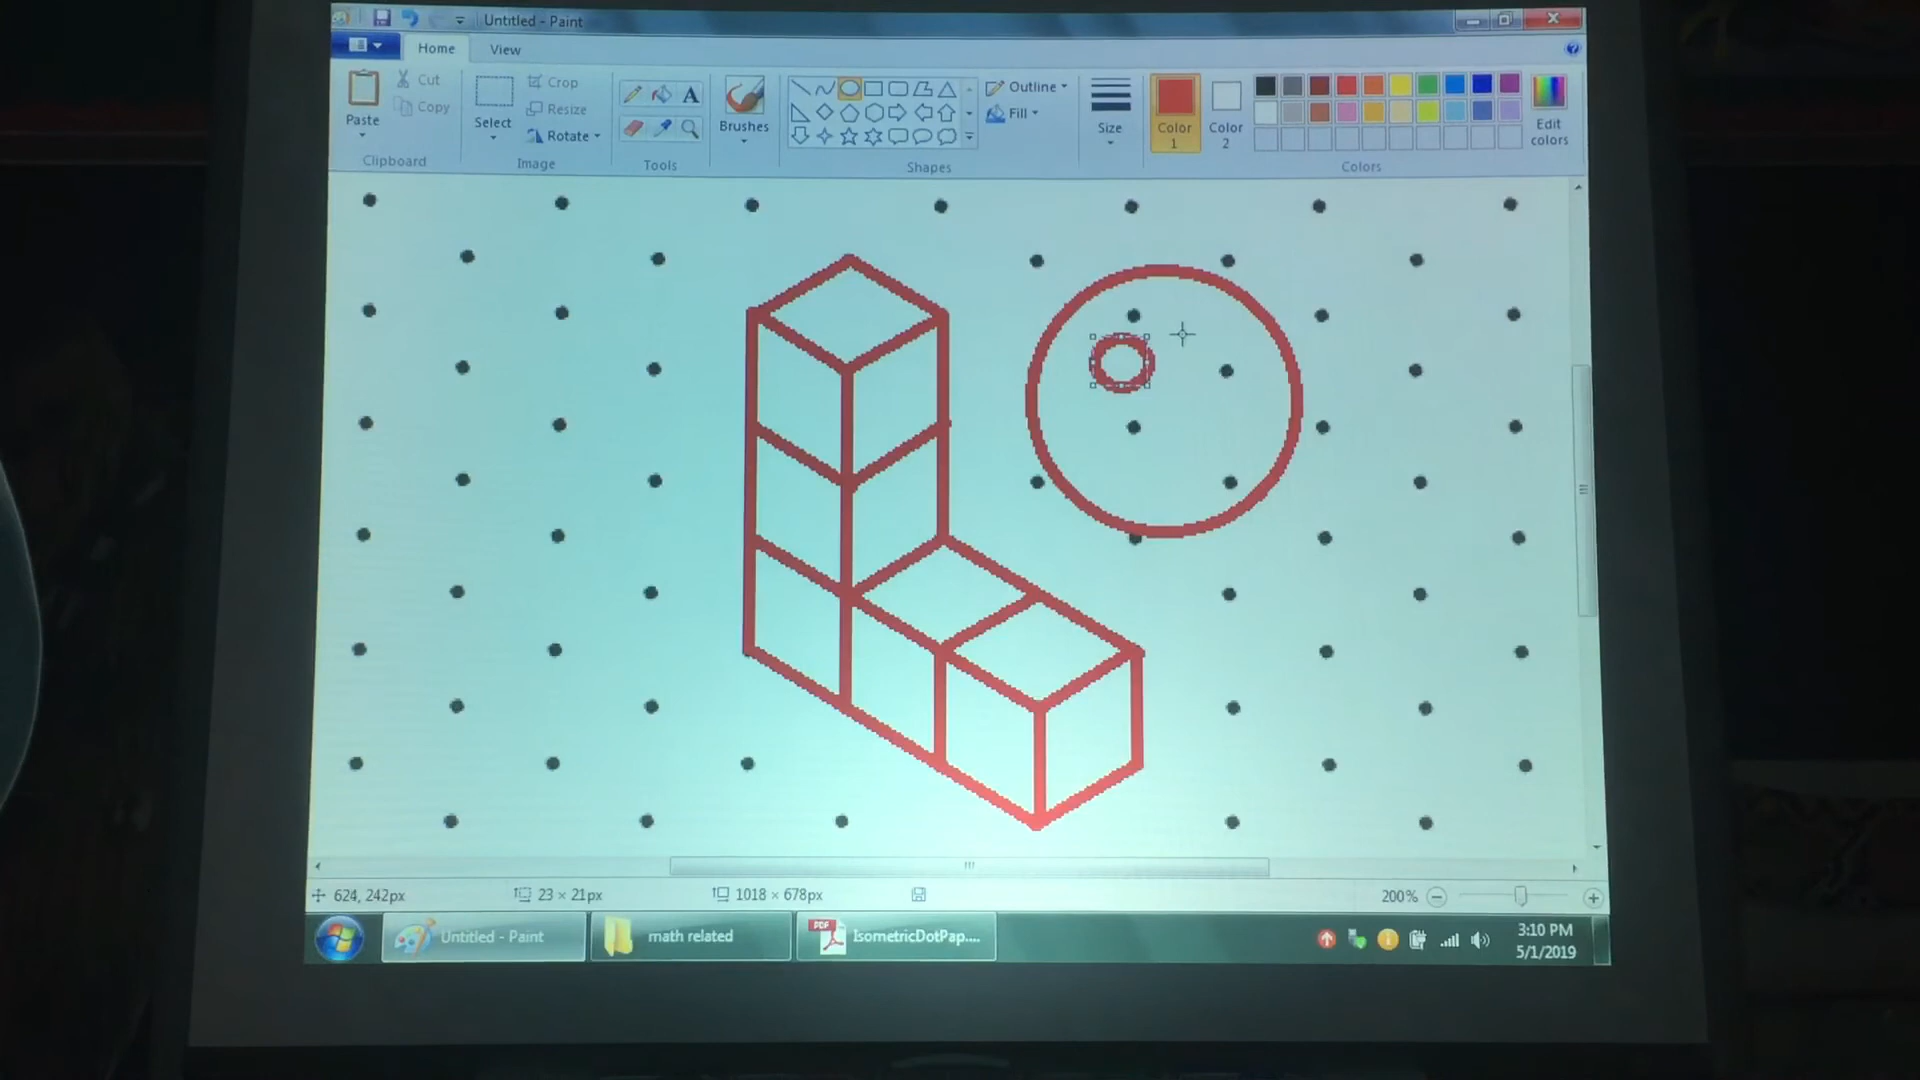 Untitled - Paint
Home
View
Paste
Cut
Copy
Clipboard
Select
Crop
Resize
Rotate
Image
A
Tools
Brushes
Shapes
Outline
Fill
Size
Color 1
Color 2
Edit colors
Colors
624, 242px
23 × 21px
1018 × 678px
200%
Untitled - Paint
math related
PDF
IsometricDotPap....
3:10 PM
5/1/2019